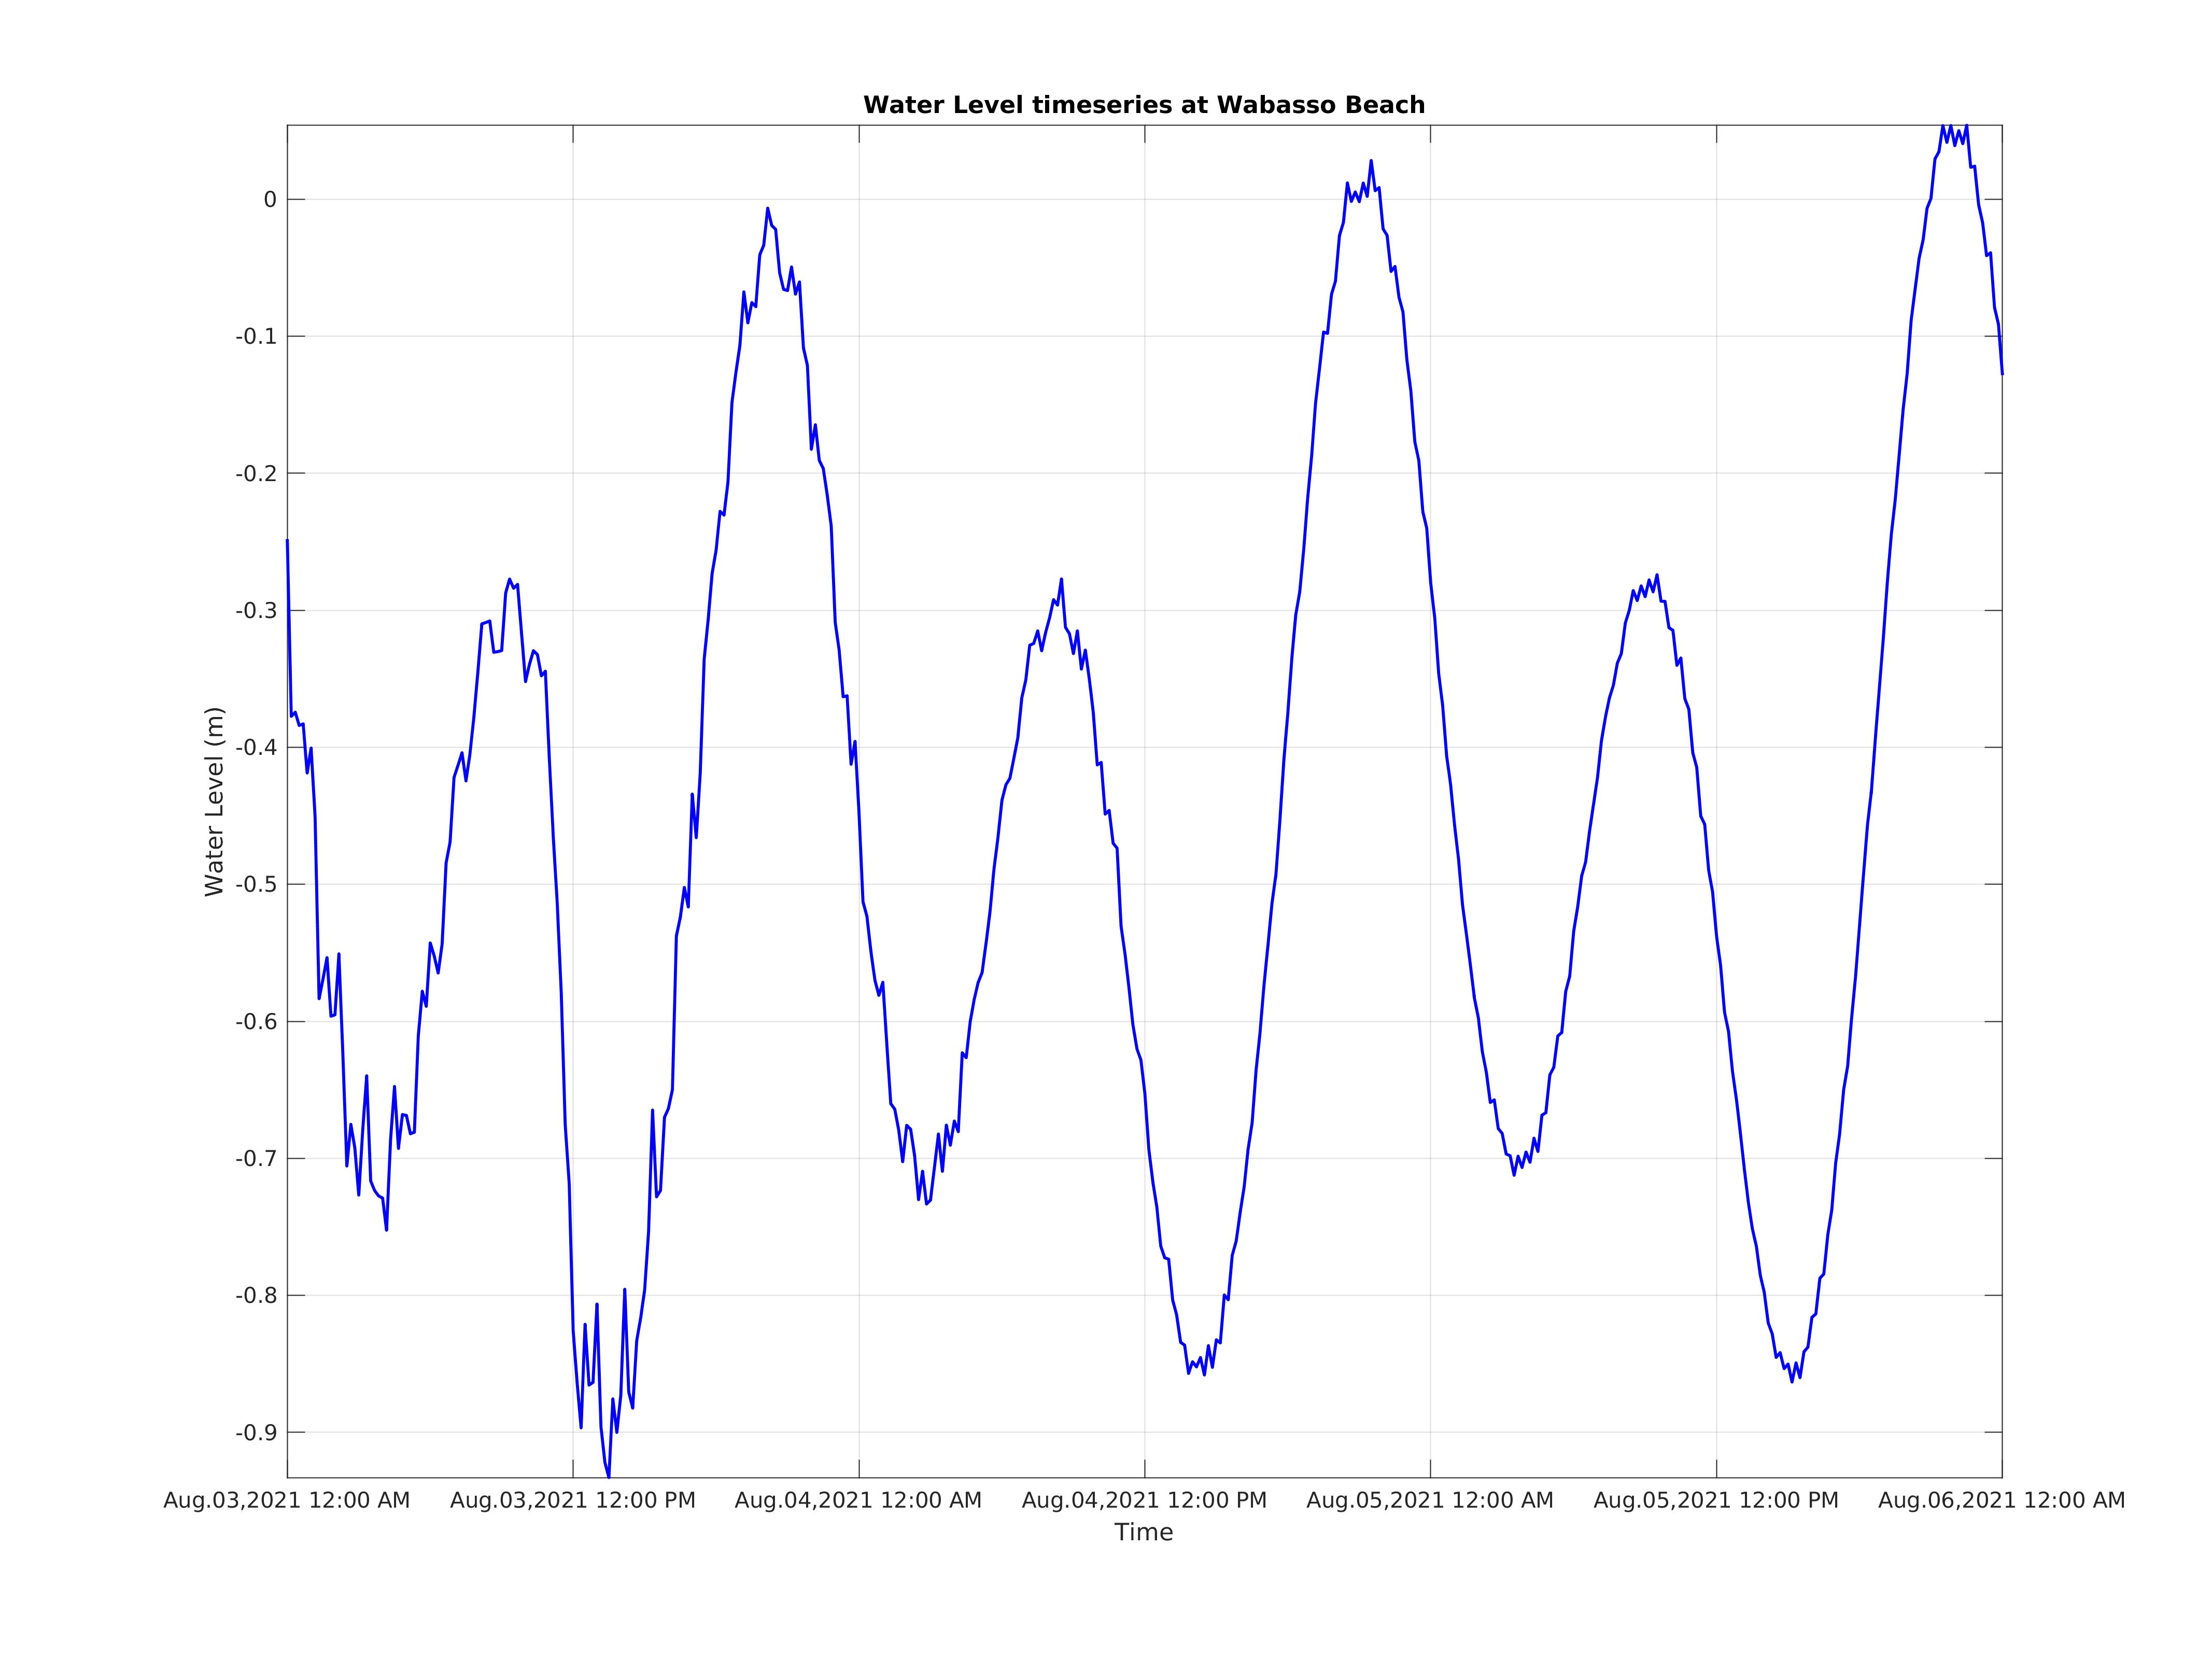 Water Level timeseries at Wabasso Beach
Water Level (m)
0
-0.1
-0.2
-0.3
-0.4
-0.5
-0.6
-0.7
-0.8
-0.9
Aug.03,2021 12:00 AM Aug.03,2021 12:00 PM Aug.04,2021 12:00 AM Aug.04,2021 12:00 PM Aug.05,2021 12:00 AM Aug.05,2021 12:00 PM Aug.06,2021 12:00 AM
Time